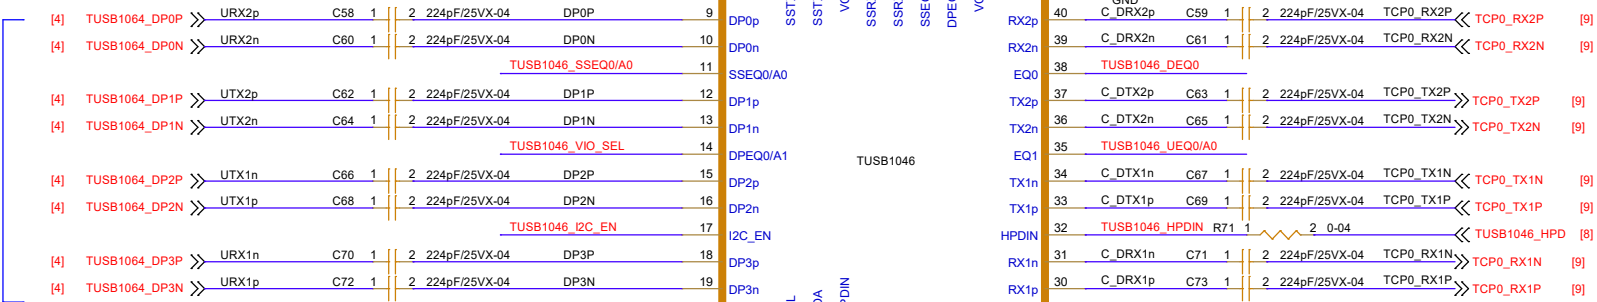 GND
[4] TUSB1064_DP0P URX2p C58 1 2 224pF/25VX-04 DP0P 9 DP0p SST SST VC SSR SSR SSE DPE VC RX2p 40 C_DRX2p C59 1 2 224pF/25VX-04 TCP0_RX2P TCP0_RX2P [9]
[4] TUSB1064_DP0N URX2n C60 1 2 224pF/25VX-04 DP0N 10 DP0n RX2n 39 C_DRX2n C61 1 2 224pF/25VX-04 TCP0_RX2N TCP0_RX2N [9]
TUSB1046_SSEQ0/A0 11 SSEQ0/A0 EQ0 38 TUSB1046_DEQ0
[4] TUSB1064_DP1P UTX2p C62 1 2 224pF/25VX-04 DP1P 12 DP1p TX2p 37 C_DTX2p C63 1 2 224pF/25VX-04 TCP0_TX2P TCP0_TX2P [9]
[4] TUSB1064_DP1N UTX2n C64 1 2 224pF/25VX-04 DP1N 13 DP1n TX2n 36 C_DTX2n C65 1 2 224pF/25VX-04 TCP0_TX2N TCP0_TX2N [9]
TUSB1046_VIO_SEL 14 DPEQ0/A1 TUSB1046 EQ1 35 TUSB1046_UEQ0/A0
[4] TUSB1064_DP2P UTX1n C66 1 2 224pF/25VX-04 DP2P 15 DP2p TX1n 34 C_DTX1n C67 1 2 224pF/25VX-04 TCP0_TX1N TCP0_TX1N [9]
[4] TUSB1064_DP2N UTX1p C68 1 2 224pF/25VX-04 DP2N 16 DP2n TX1p 33 C_DTX1p C69 1 2 224pF/25VX-04 TCP0_TX1P TCP0_TX1P [9]
TUSB1046_I2C_EN 17 I2C_EN HPDIN 32 TUSB1046_HPDIN R71 1 2 0-04 TUSB1046_HPD [8]
[4] TUSB1064_DP3P URX1n C70 1 2 224pF/25VX-04 DP3P 18 DP3p RX1n 31 C_DRX1n C71 1 2 224pF/25VX-04 TCP0_RX1N TCP0_RX1N [9]
[4] TUSB1064_DP3N URX1p C72 1 2 224pF/25VX-04 DP3N 19 DP3n L DA PDIN RX1p 30 C_DRX1p C73 1 2 224pF/25VX-04 TCP0_RX1P TCP0_RX1P [9]